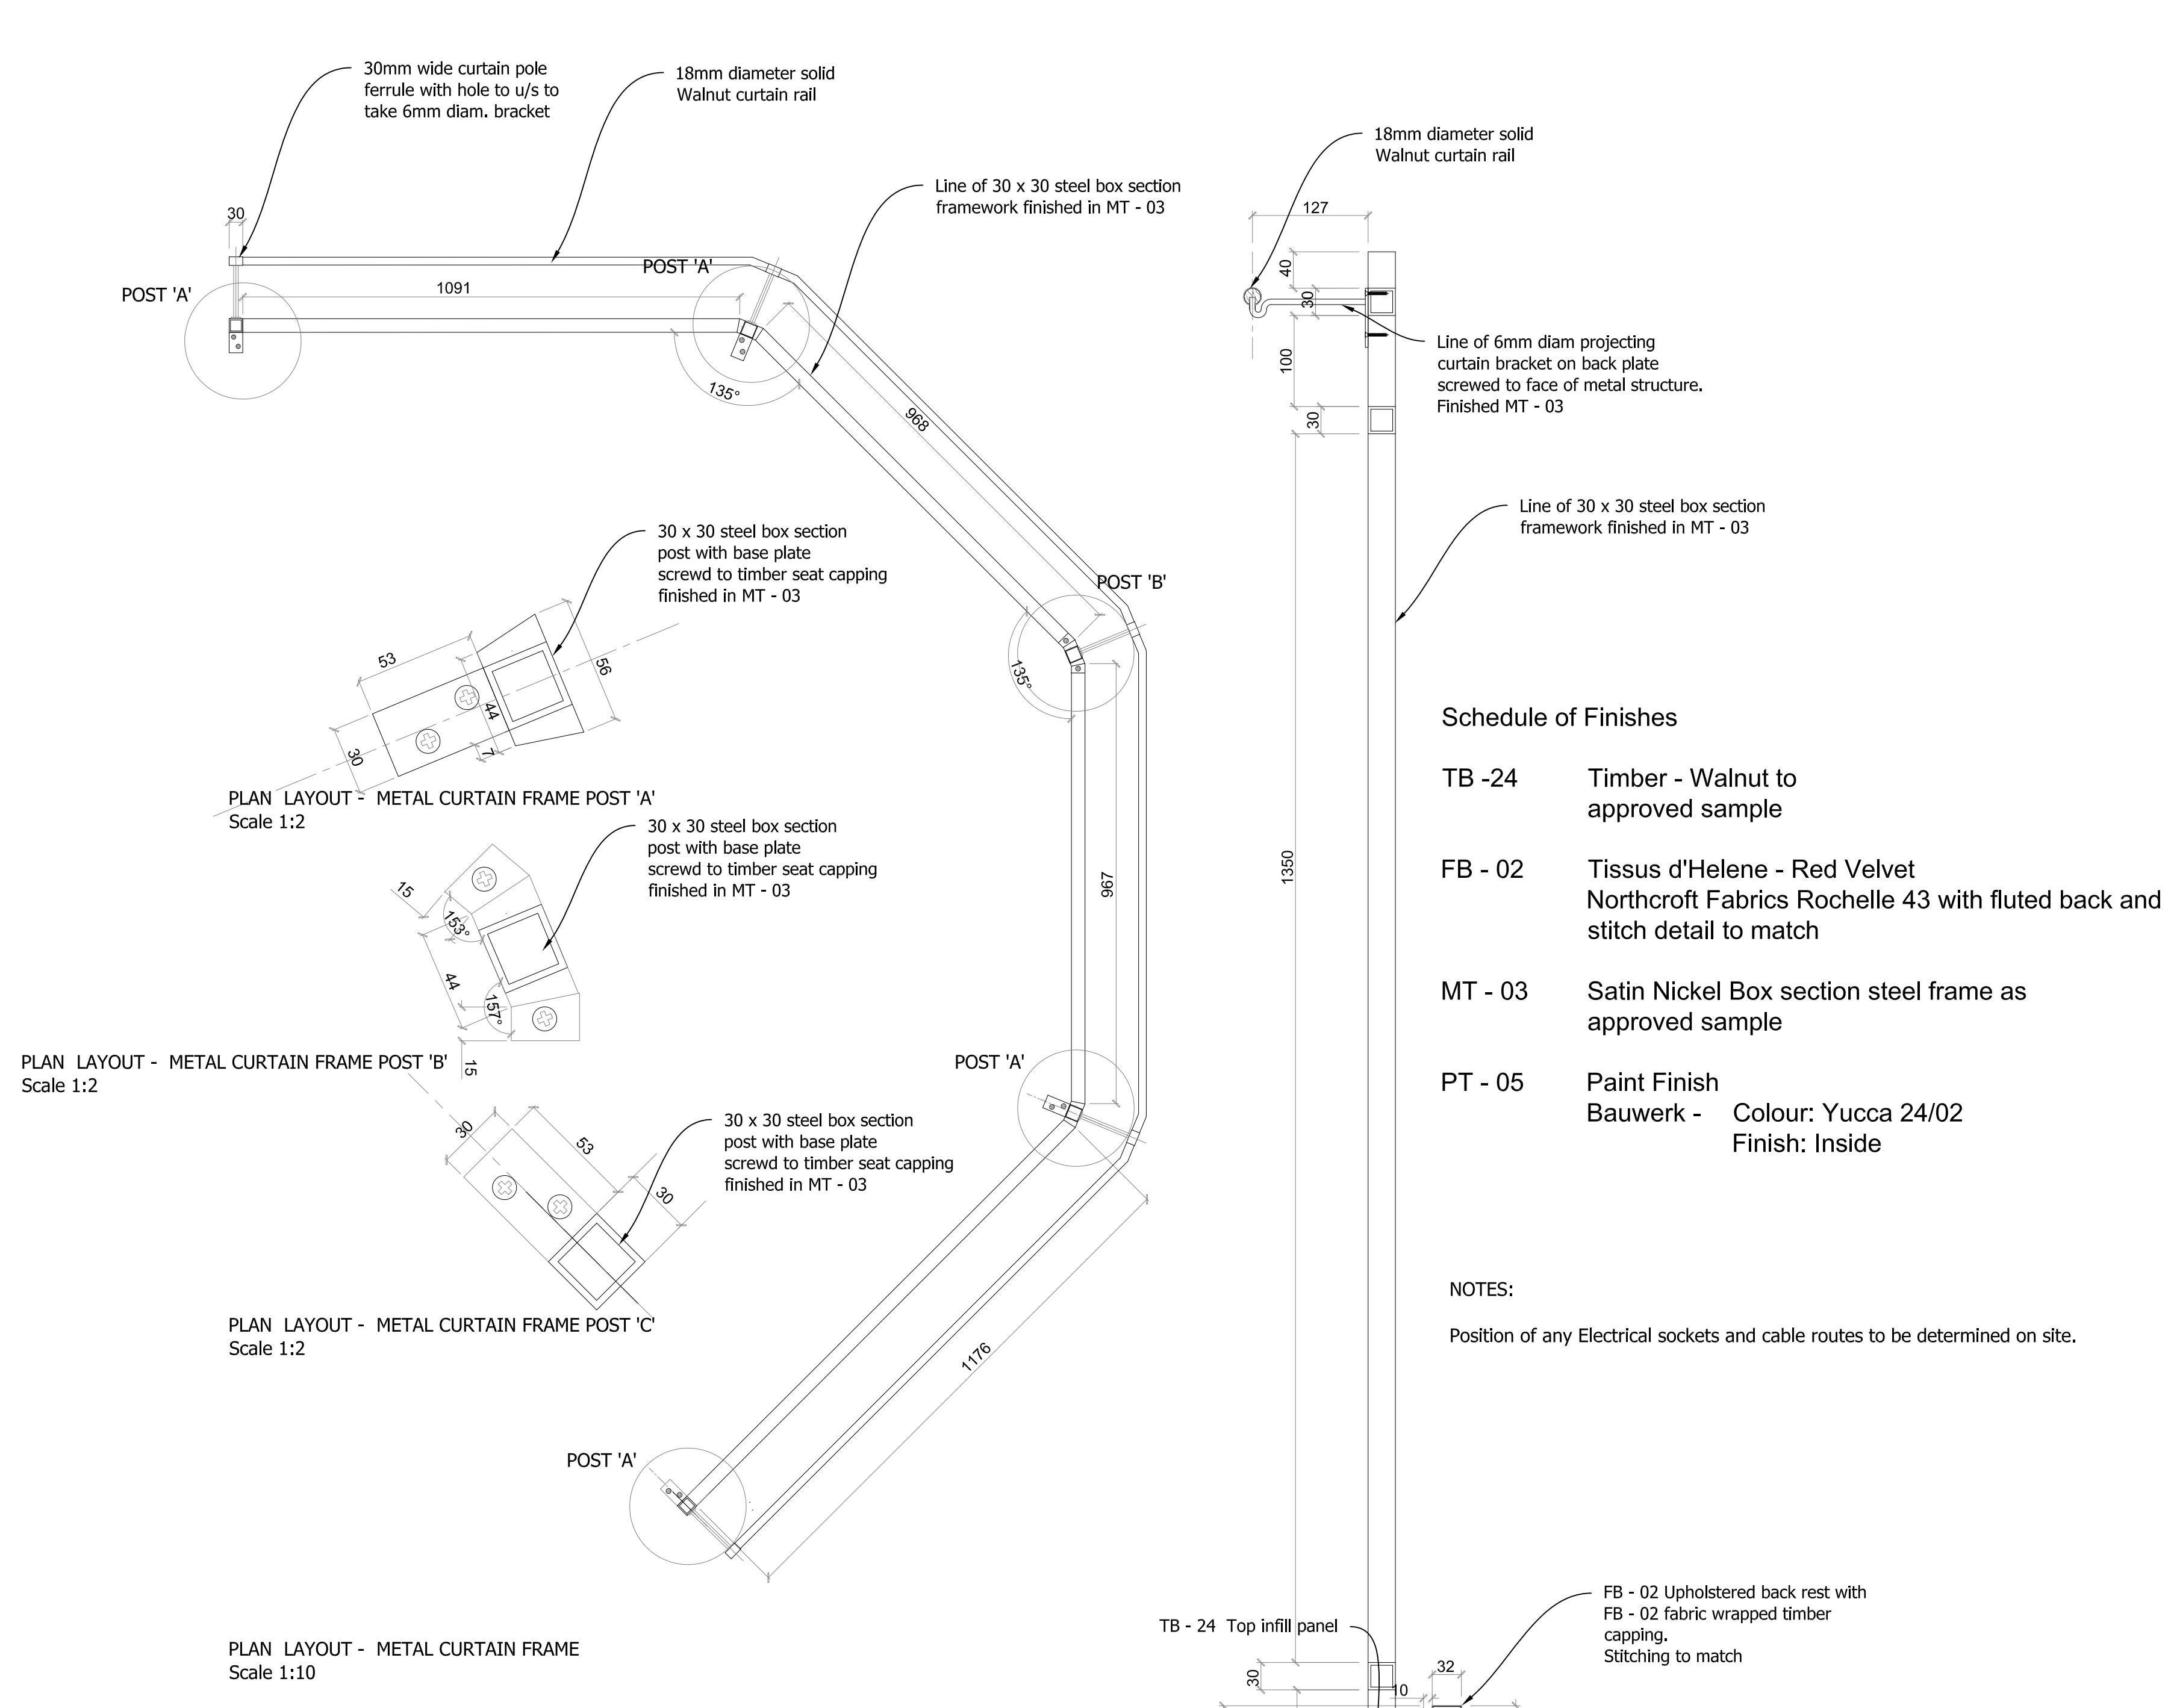 30mm wide curtain pole
ferrule with hole to u/s to
take 6mm diam. bracket
18mm diameter solid
Walnut curtain rail
18mm diameter solid
Walnut curtain rail
Line of 30 x 30 steel box section
framework finished in MT - 03
30
127
POST 'A'
POST 'A'
1091
40
30
100
30
Line of 6mm diam projecting
curtain bracket on back plate
screwed to face of metal structure.
Finished MT - 03
135°
968
Line of 30 x 30 steel box section
framework finished in MT - 03
30 x 30 steel box section
post with base plate
screwd to timber seat capping
finished in MT - 03
POST 'B'
53
56
44
7
30
135°
PLAN LAYOUT - METAL CURTAIN FRAME POST 'A'
Scale 1:2
30 x 30 steel box section
post with base plate
screwd to timber seat capping
finished in MT - 03
15
153°
44
157°
15
967
1350
PLAN LAYOUT - METAL CURTAIN FRAME POST 'B'
Scale 1:2
POST 'A'
30
53
30
30 x 30 steel box section
post with base plate
screwd to timber seat capping
finished in MT - 03
PLAN LAYOUT - METAL CURTAIN FRAME POST 'C'
Scale 1:2
1176
POST 'A'
PLAN LAYOUT - METAL CURTAIN FRAME
Scale 1:10
Schedule of Finishes
TB -24 Timber - Walnut to
approved sample
FB - 02 Tissus d'Helene - Red Velvet
Northcroft Fabrics Rochelle 43 with fluted back and
stitch detail to match
MT - 03 Satin Nickel Box section steel frame as
approved sample
PT - 05 Paint Finish
Bauwerk - Colour: Yucca 24/02
Finish: Inside
NOTES:
Position of any Electrical sockets and cable routes to be determined on site.
FB - 02 Upholstered back rest with
FB - 02 fabric wrapped timber
capping.
Stitching to match
TB - 24 Top infill panel
30
10
32